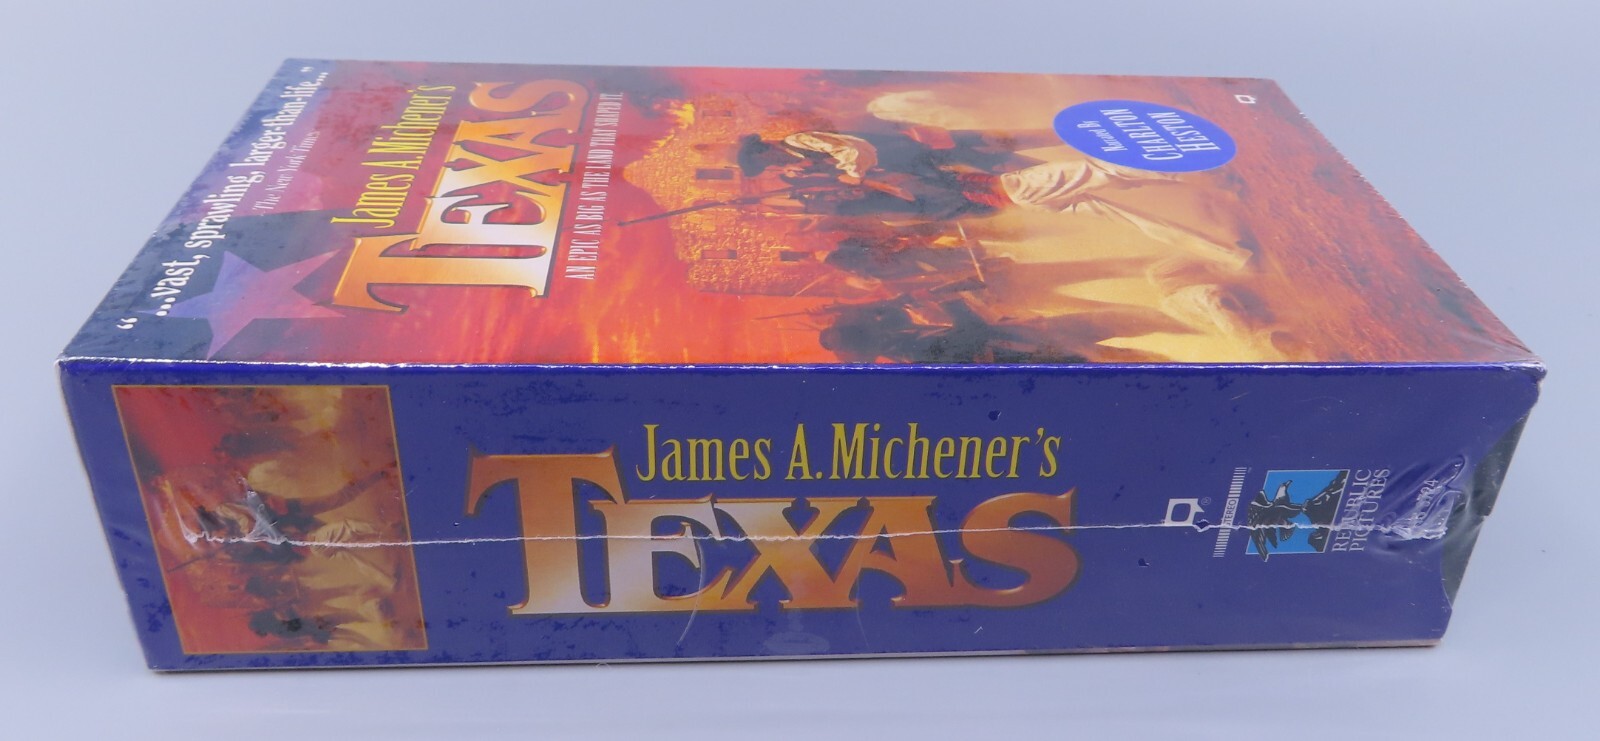 “...vast, sprawling, larger-than-life...”
The New York Times
James A. Michener's
TEXAS
AN EPIC AS BIG AS THE LAND THAT SHAPED IT.
Narrated By
CHARLTON
HESTON
James A. Michener's
TEXAS
®
STEREO
REPUBLIC
PICTURES